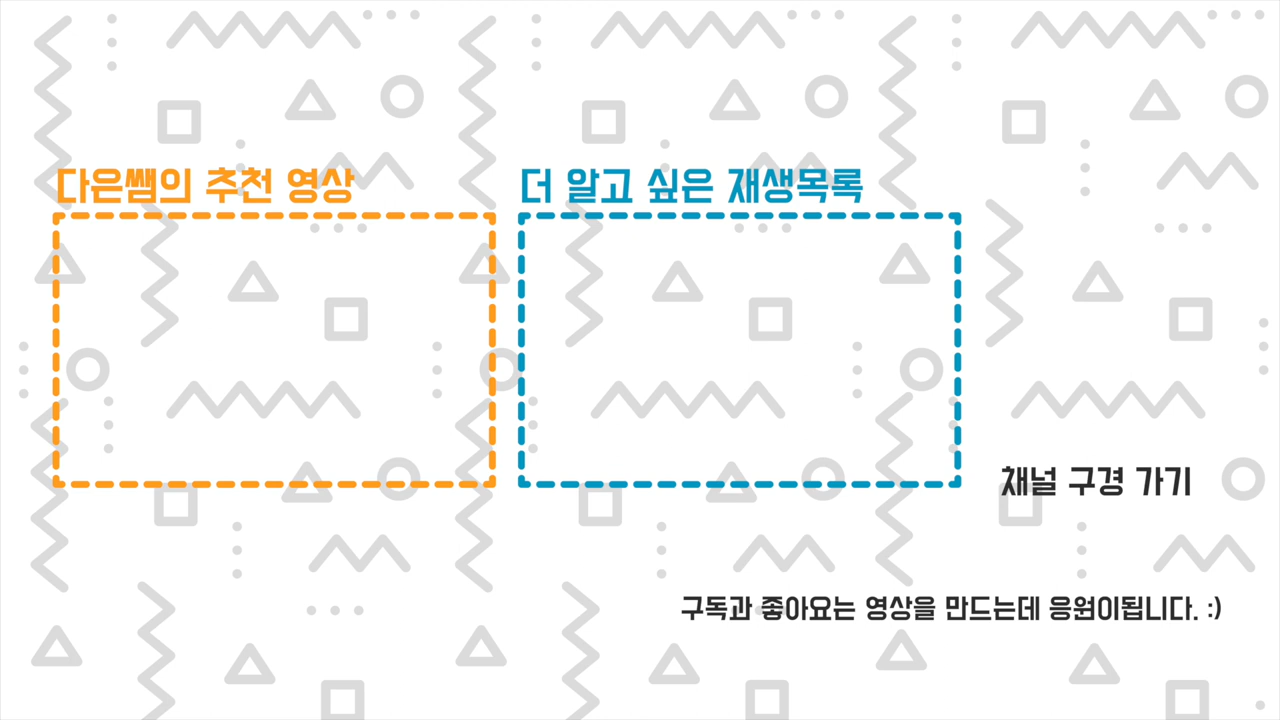 다은쌤의 추천 영상
더 알고 싶은 재생목록
채널 구경 가기
구독과 좋아요는 영상을 만드는데 응원이됩니다. :)